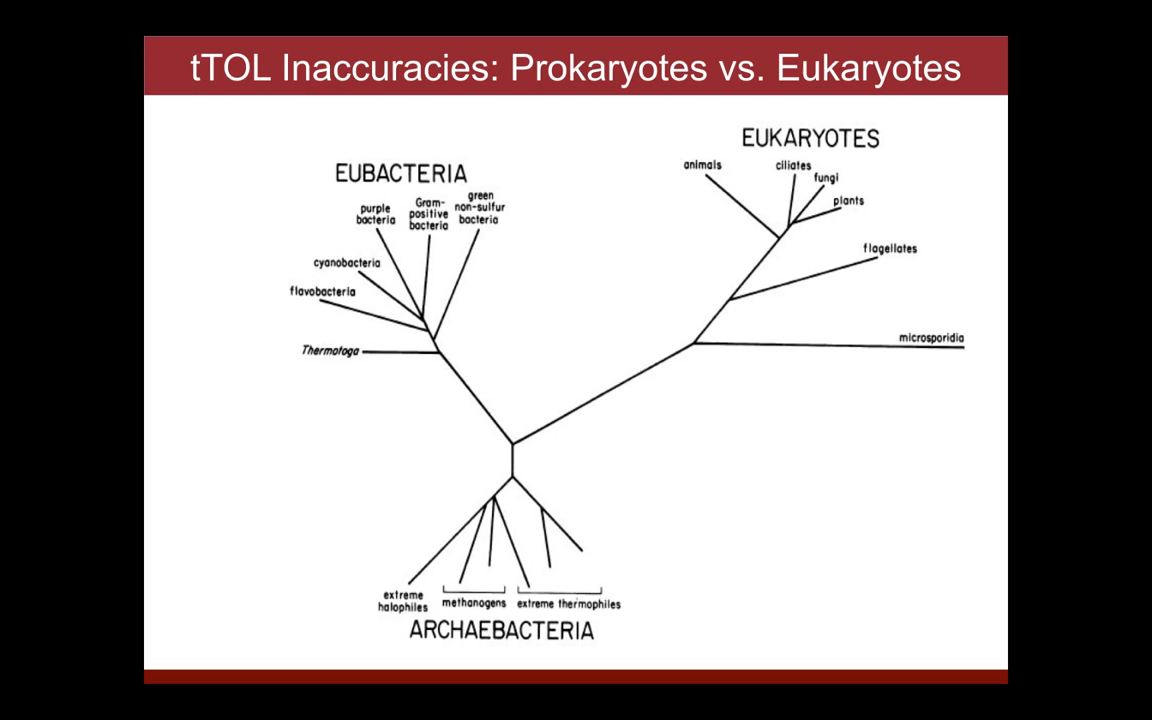 tTOL Inaccuracies: Prokaryotes vs. Eukaryotes
EUBACTERIA
purple
bacteria
Gram-
positive
bacteria
green
non-sulfur
bacteria
cyanobacteria
flavobacteria
Thermotoga
EUKARYOTES
animals
ciliates
fungi
plants
flagellates
microsporidia
extreme
halophiles
methanogens
extreme thermophiles
ARCHAEBACTERIA